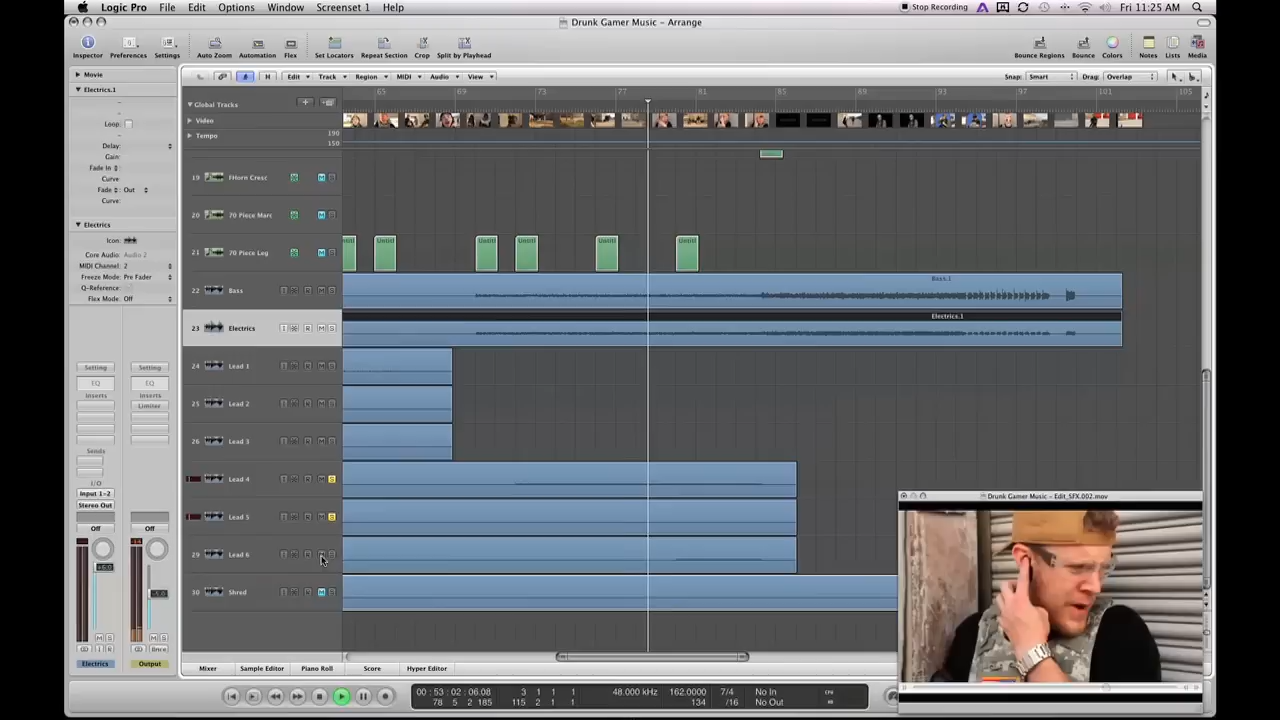 Logic Pro File Edit Options Window Screenset 1 Help Stop Recording Fri 11:25 AM
Drunk Gamer Music – Arrange
Inspector Preferences Settings Auto Zoom Automation Flex Set Locators Repeat Section Crop Split by Playhead Bounce Regions Bounce Colors Notes Lists Media
Movie H Edit Track Region MIDI Audio View Snap: Smart Drag: Overlap
Electrics.1
65 69 73 77 81 85 89 93 97 101 105
Global Tracks
Video
Tempo 190
150
Loop:
Delay:
Gain:
Fade In
Curve
Fade: Out
Curve:
19 FHorn Cresc M S
20 70 Piece Marc M S
21 70 Piece Leg M S
Untitl Untitl Untitl Untitl Untitl
22 Bass I R M S Bass.1
23 Electrics I R M S Electrics.1
24 Lead 1 I R M S
25 Lead 2 I R M S
26 Lead 3 I R M S
Lead 4 I R M S
Lead 5 I R M S
29 Lead 6 I R S
30 Shred I R M S
Electrics
Icon:
Core Audio: Audio 2
MIDI Channel: 2
Freeze Mode: Pre Fader
Q-Reference:
Flex Mode: Off
Setting Setting
EQ EQ
Inserts Inserts
Limiter
Sends
I/O
Input 1-2
Stereo Out
Off Off
M S M S
I R Bnce
Electrics Output
Drunk Gamer Music – Edit_SFX.002.mov
Mixer Sample Editor Piano Roll Score Hyper Editor
00 : 53 : 02 : 06.08 3 1 1 1 48.000 kHz 162.0000 7/4 No In CPU
78 5 2 185 115 2 1 1 134 /16 No Out HD